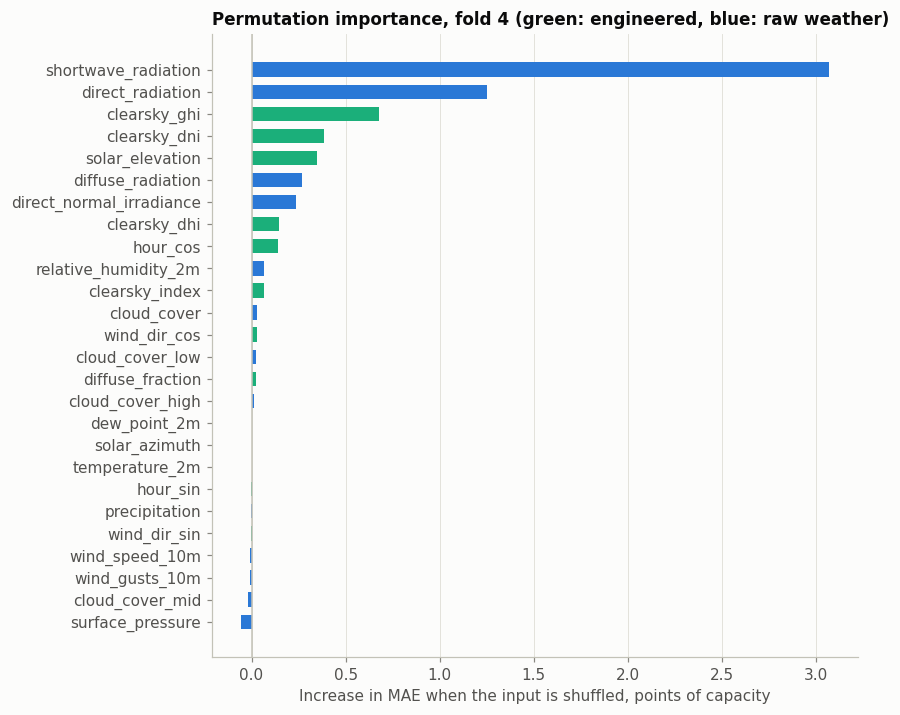 Permutation importance, fold 4 (green: engineered, blue: raw weather)
shortwave_radiation
direct_radiation
clearsky_ghi
clearsky_dni
solar_elevation
diffuse_radiation
direct_normal_irradiance
clearsky_dhi
hour_cos
relative_humidity_2m
clearsky_index
cloud_cover
wind_dir_cos
cloud_cover_low
diffuse_fraction
cloud_cover_high
dew_point_2m
solar_azimuth
temperature_2m
hour_sin
precipitation
wind_dir_sin
wind_speed_10m
wind_gusts_10m
cloud_cover_mid
surface_pressure
0.0 0.5 1.0 1.5 2.0 2.5 3.0
Increase in MAE when the input is shuffled, points of capacity